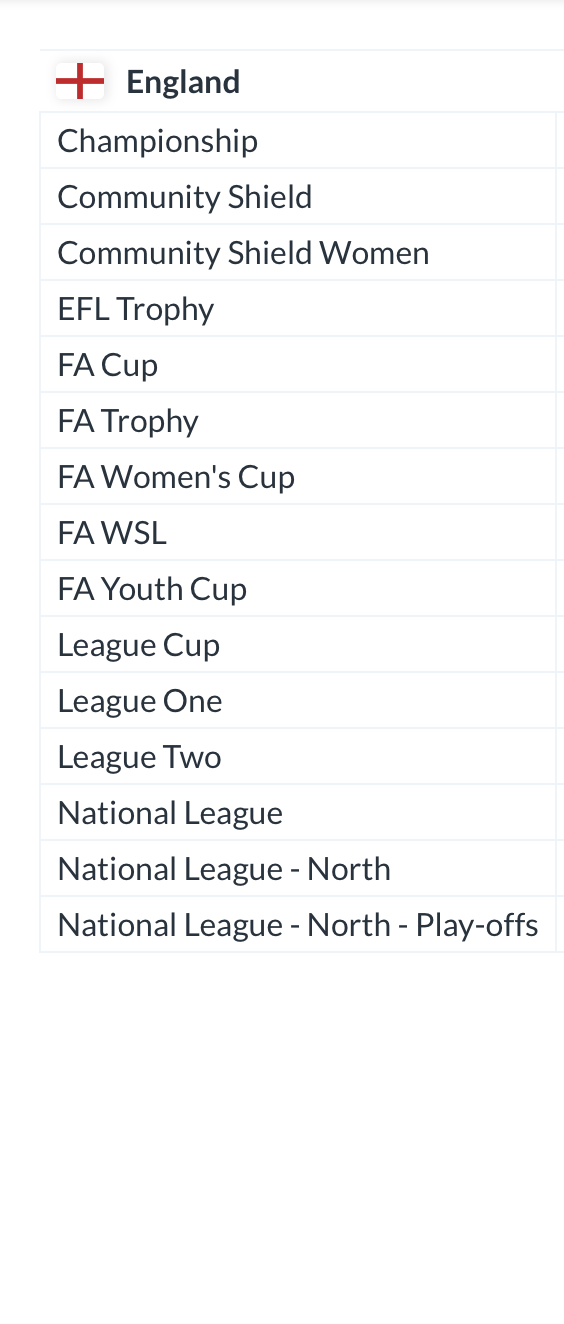 England
Championship
Community Shield
Community Shield Women
EFL Trophy
FA Cup
FA Trophy
FA Women's Cup
FA WSL
FA Youth Cup
League Cup
League One
League Two
National League
National League - North
National League - North - Play-offs